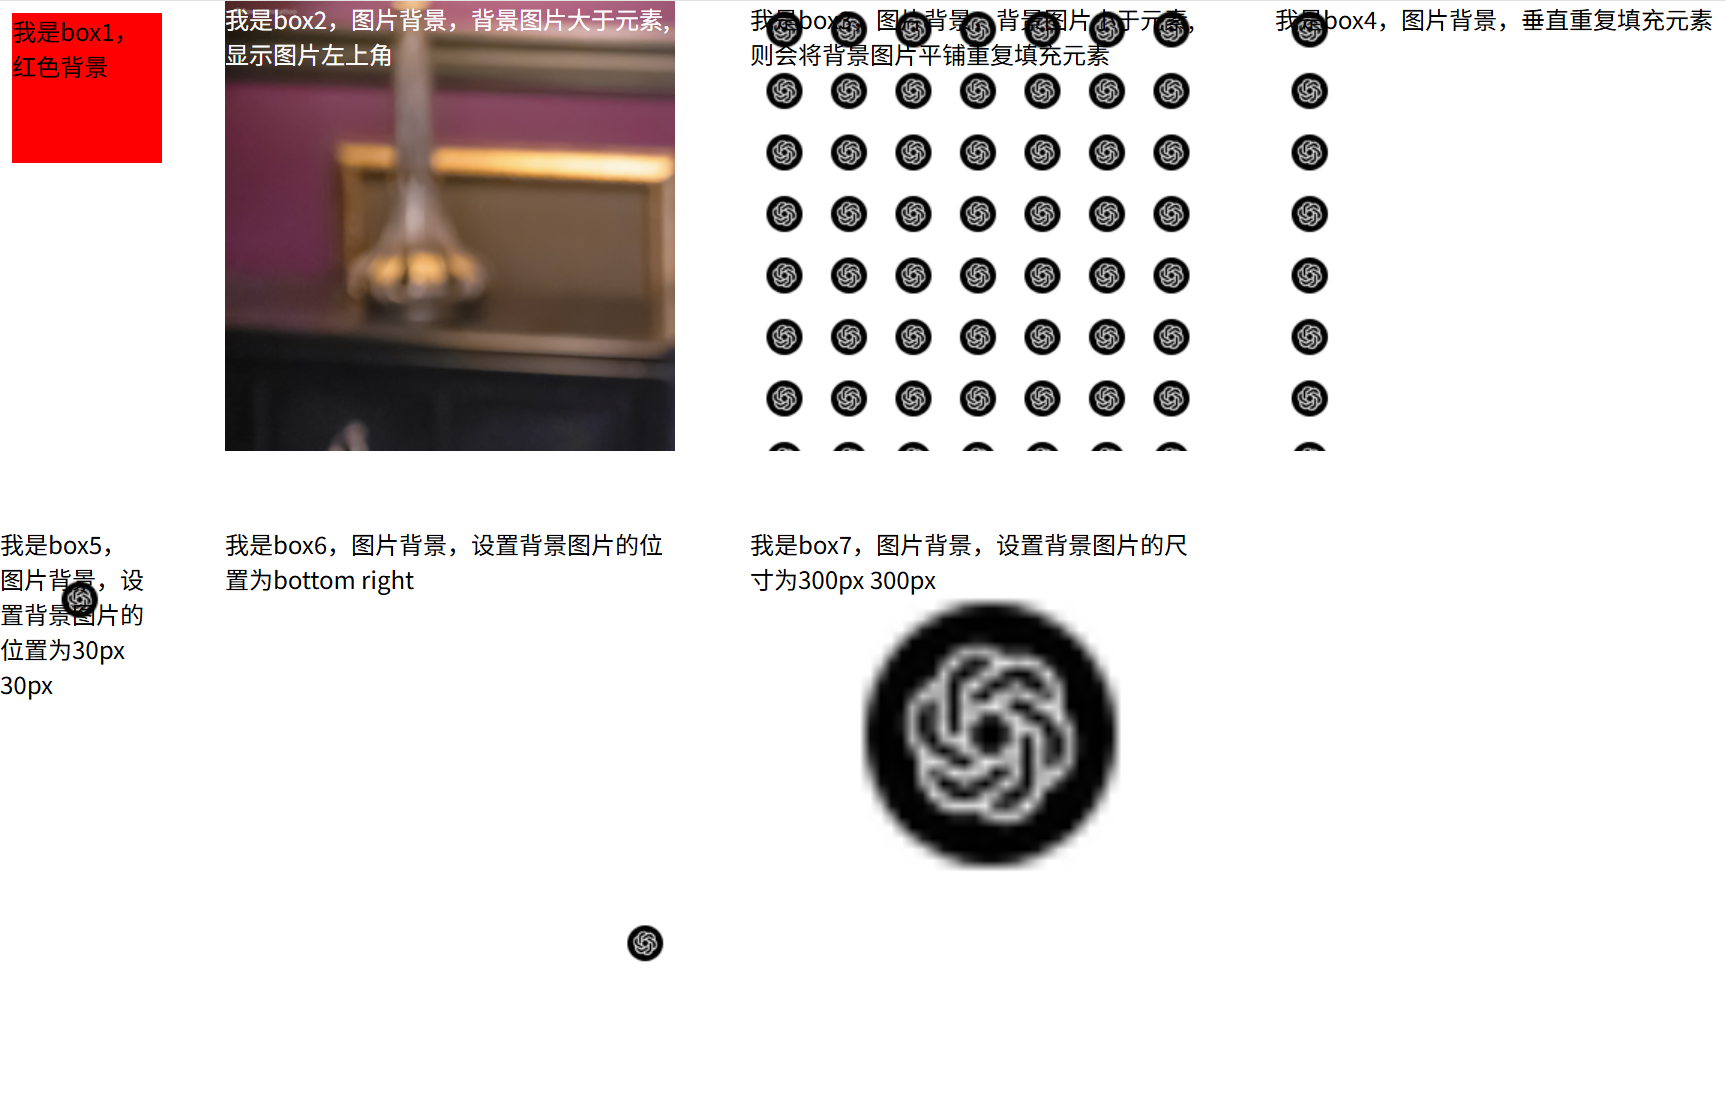 我是box1，
红色背景
我是box2，图片背景，背景图片大于元素,
显示图片左上角
我是box3，图片背景，背景图片小于元素,
则会将背景图片平铺重复填充元素
我是box4，图片背景，垂直重复填充元素
我是box5，
图片背景，设
置背景图片的
位置为30px
30px
我是box6，图片背景，设置背景图片的位
置为bottom right
我是box7，图片背景，设置背景图片的尺
寸为300px 300px